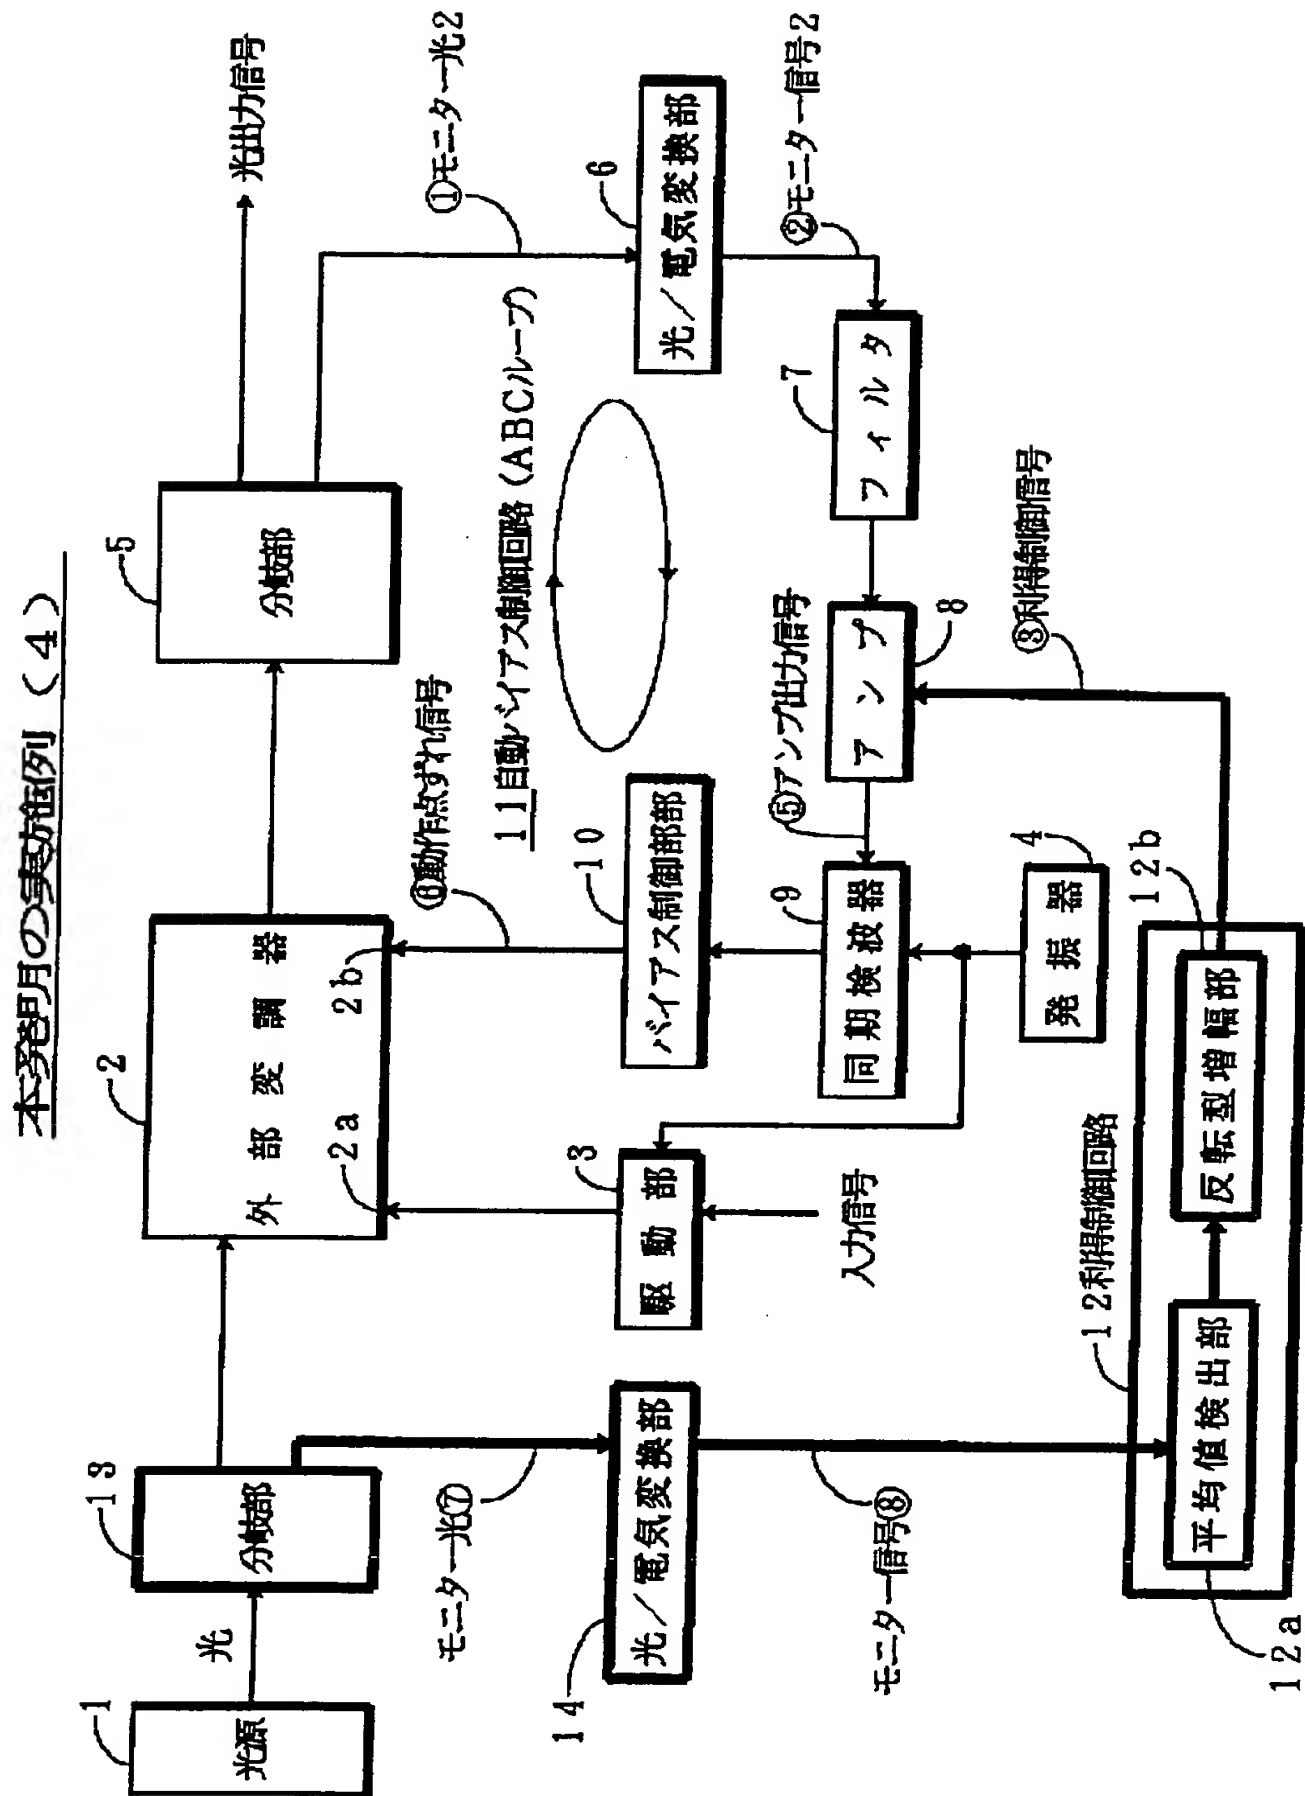 本発明の実施例（４）
1
光源
光
13
分岐部
2
外部変調器
2a
2b
5
分岐部
光出力信号
①モニター光2
モニター光⑦
14
光／電気変換部
3
駆動部
入力信号
⑥動作点ずれ信号
10
バイアス制御部部
11自動バイアス制御回路（ABCループ）
6
光／電気変換部
②モニター信号2
モニター信号⑧
9
同期検波器
⑤アンプ出力信号
アンプ
8
7
フィルタ
4
発振器
③利得制御信号
12利得制御回路
12a
平均値検出部
反転型増幅部
12b